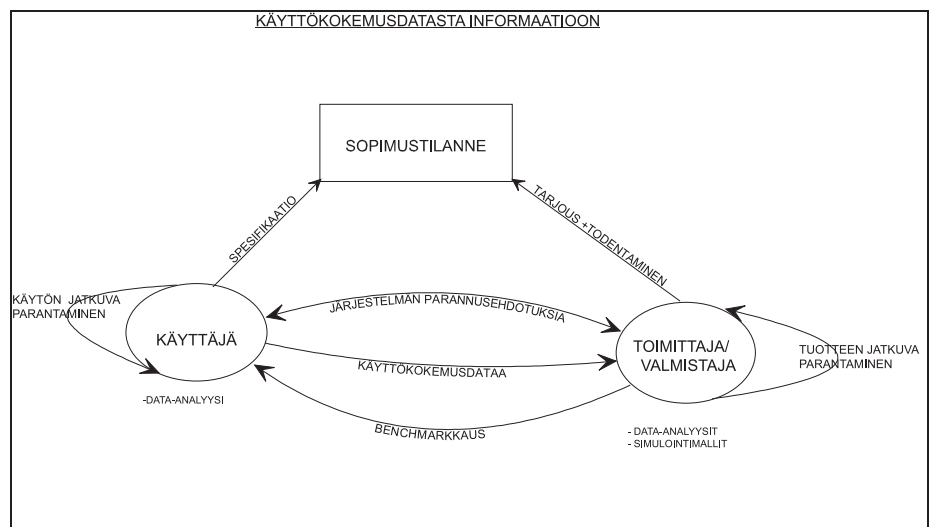 KÄYTTÖKOKEMUSDATASTA INFORMAATIOON
SOPIMUSTILANNE
SPESIFIKAATIO
TARJOUS +TODENTAMINEN
KÄYTÖN JATKUVA
PARANTAMINEN
JÄRJESTELMÄN PARANNUSEHDOTUKSIA
KÄYTTÄJÄ
TOIMITTAJA/
VALMISTAJA
TUOTTEEN JATKUVA
PARANTAMINEN
KÄYTTÖKOKEMUSDATAA
-DATA-ANALYYSI
BENCHMARKKAUS
- DATA-ANALYYSIT
- SIMULOINTIMALLIT